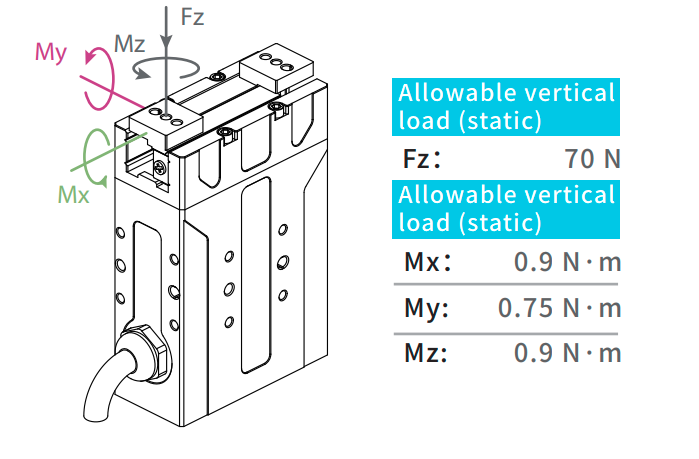 Fz
Mz
My
Mx
Allowable vertical
load (static)
Fz: 70 N
Allowable vertical
load (static)
Mx: 0.9 N·m
My: 0.75 N·m
Mz: 0.9 N·m